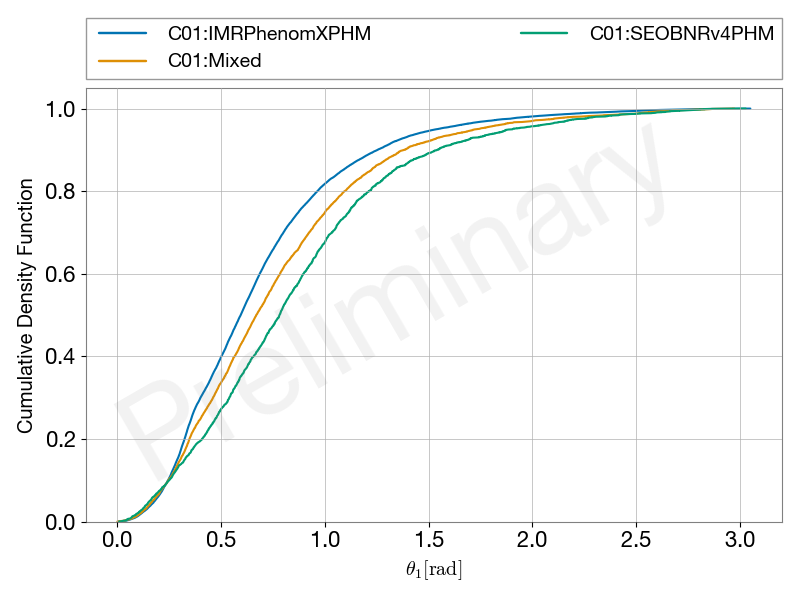 C01:IMRPhenomXPHM
C01:Mixed
C01:SEOBNRv4PHM
Preliminary
Cumulative Density Function
1.0
0.8
0.6
0.4
0.2
0.0
0.0 0.5 1.0 1.5 2.0 2.5 3.0
θ₁[rad]